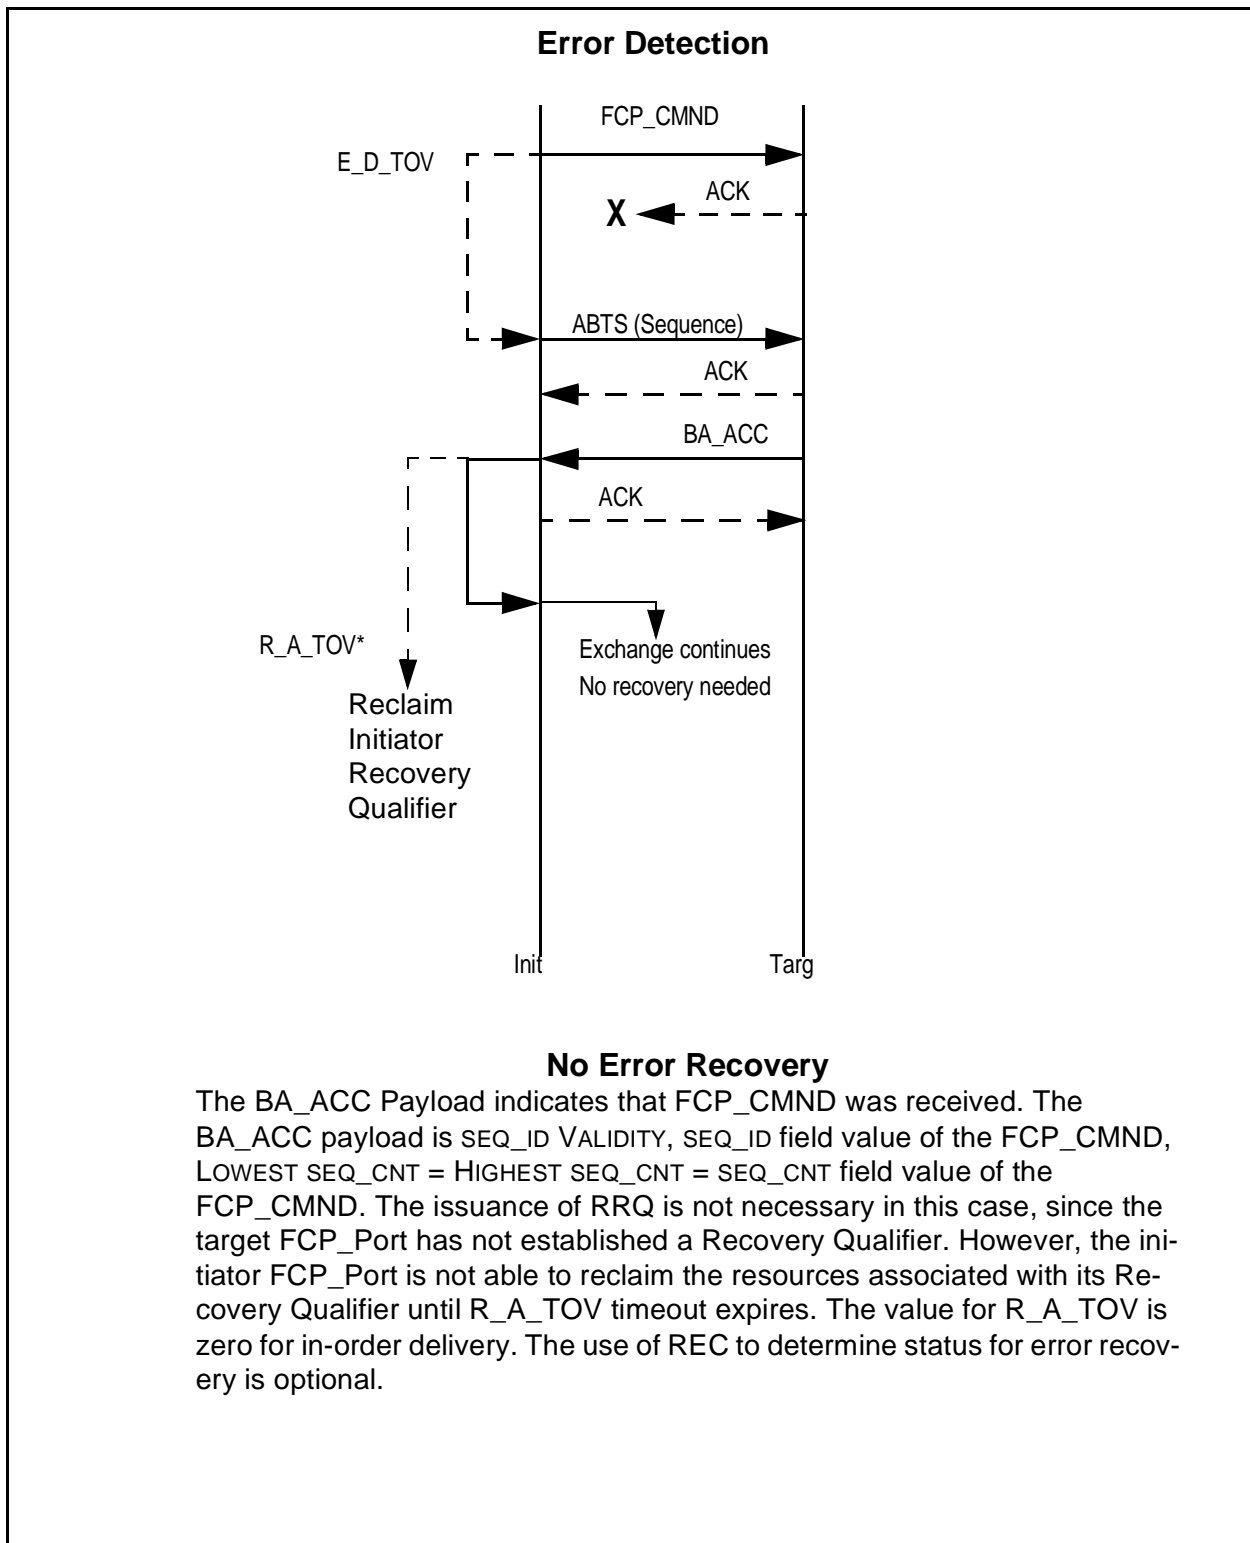 Error Detection
FCP_CMND
E_D_TOV
ACK
X
ABTS (Sequence)
ACK
BA_ACC
ACK
R_A_TOV*
Exchange continues
No recovery needed
Reclaim
Initiator
Recovery
Qualifier
Init
Targ
No Error Recovery
The BA_ACC Payload indicates that FCP_CMND was received. The
BA_ACC payload is SEQ_ID VALIDITY, SEQ_ID field value of the FCP_CMND,
LOWEST SEQ_CNT = HIGHEST SEQ_CNT = SEQ_CNT field value of the
FCP_CMND. The issuance of RRQ is not necessary in this case, since the
target FCP_Port has not established a Recovery Qualifier. However, the ini-
tiator FCP_Port is not able to reclaim the resources associated with its Re-
covery Qualifier until R_A_TOV timeout expires. The value for R_A_TOV is
zero for in-order delivery. The use of REC to determine status for error recov-
ery is optional.